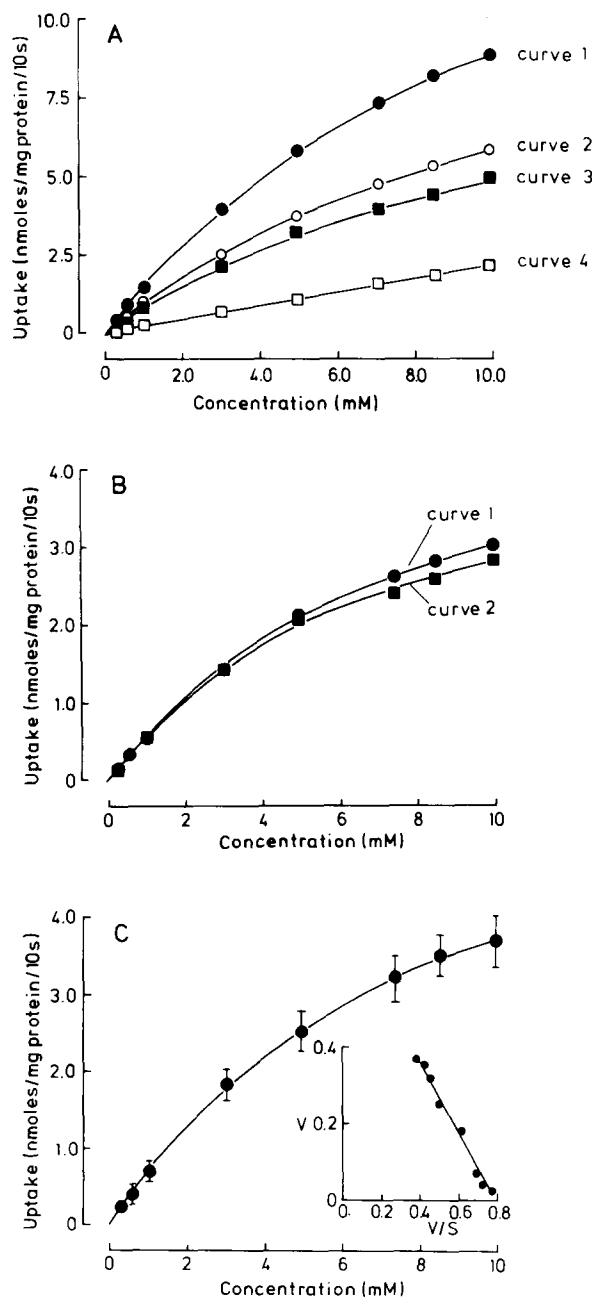 A
Uptake (nmoles/mg protein/10s)
10.0
7.5
5.0
2.5
0
curve 1
curve 2
curve 3
curve 4
0 2.0 4.0 6.0 8.0 10.0
Concentration (mM)
B
Uptake (nmoles/mg protein/10s)
4.0
3.0
2.0
1.0
0
curve 1
curve 2
0 2 4 6 8 10
Concentration (mM)
C
Uptake (nmoles/mg protein/10s)
4.0
3.0
2.0
1.0
0
0.4
V 0.2
0
0. 0.2 0.4 0.6 0.8
V/S
0 2 4 6 8 10
Concentration (mM)